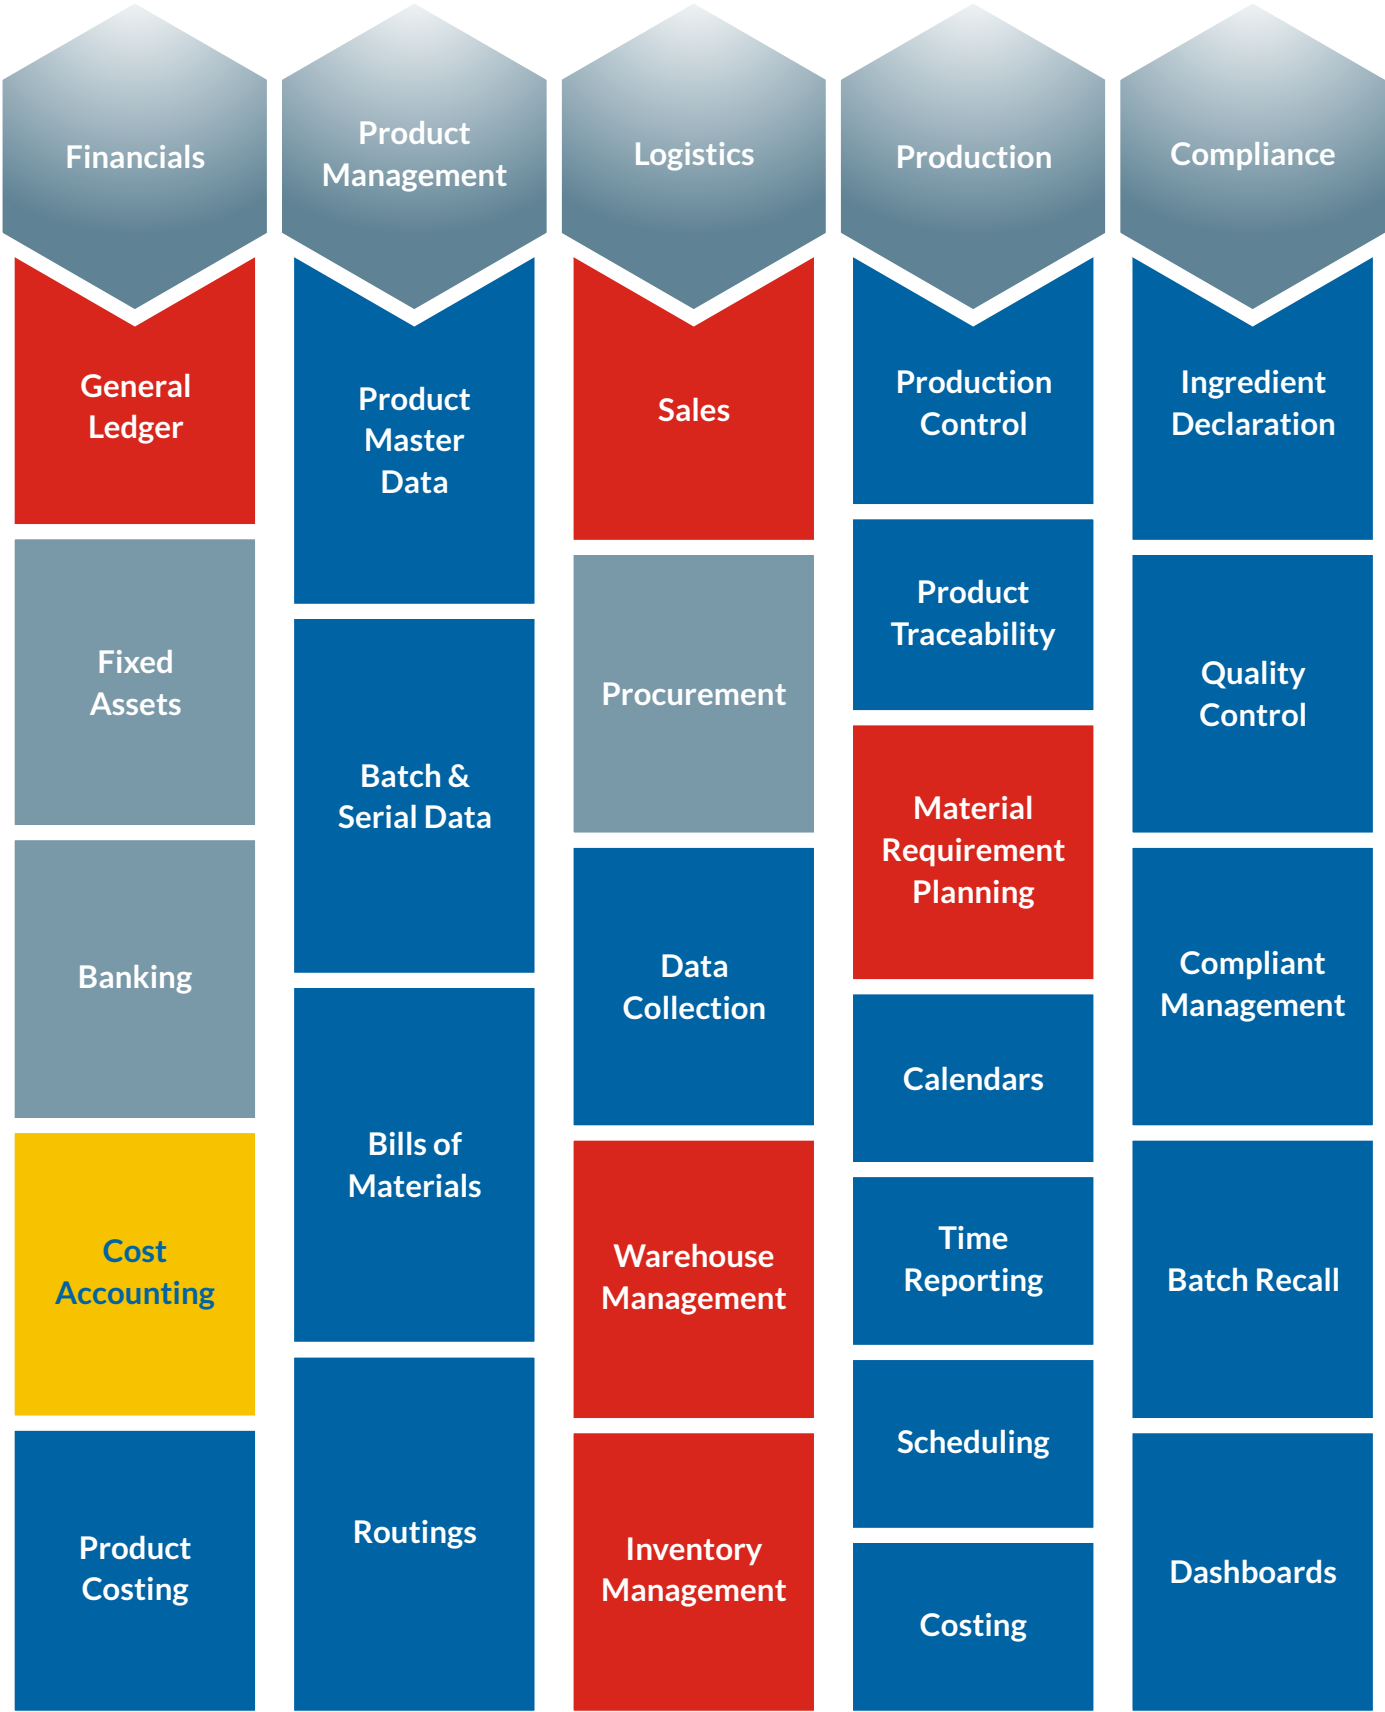 Financials
General
Ledger
Fixed
Assets
Banking
Cost
Accounting
Product
Costing
Product
Management
Product
Master
Data
Batch &
Serial Data
Bills of
Materials
Routings
Logistics
Sales
Procurement
Data
Collection
Warehouse
Management
Inventory
Management
Production
Production
Control
Product
Traceability
Material
Requirement
Planning
Calendars
Time
Reporting
Scheduling
Costing
Compliance
Ingredient
Declaration
Quality
Control
Compliant
Management
Batch Recall
Dashboards